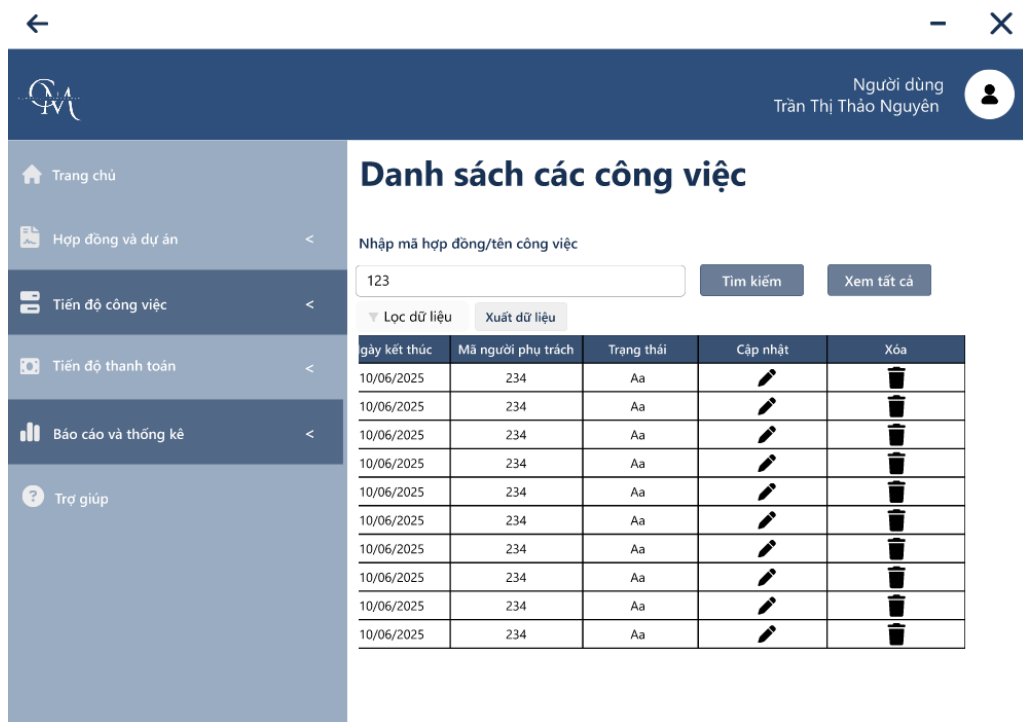 Người dùng
Trần Thị Thảo Nguyên
Trang chủ
Hợp đồng và dự án <
Tiến độ công việc <
Tiến độ thanh toán <
Báo cáo và thống kê <
Trợ giúp
Danh sách các công việc
Nhập mã hợp đồng/tên công việc
123 Tìm kiếm Xem tất cả
Lọc dữ liệu Xuất dữ liệu
gày kết thúc Mã người phụ trách Trạng thái Cập nhật Xóa
10/06/2025 234 Aa
10/06/2025 234 Aa
10/06/2025 234 Aa
10/06/2025 234 Aa
10/06/2025 234 Aa
10/06/2025 234 Aa
10/06/2025 234 Aa
10/06/2025 234 Aa
10/06/2025 234 Aa
10/06/2025 234 Aa